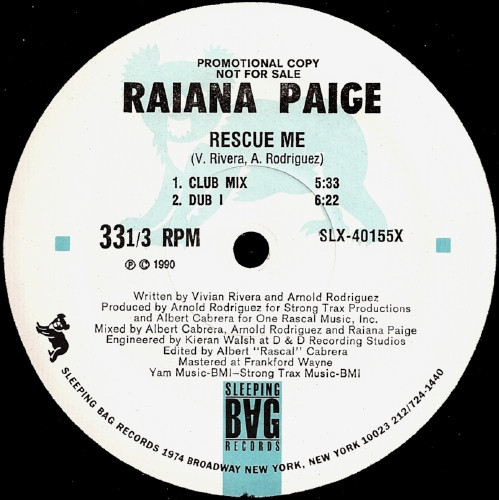 PROMOTIONAL COPY
NOT FOR SALE
RAIANA PAIGE
RESCUE ME
(V. Rivera, A. Rodriguez)
1. CLUB MIX 5:33
2. DUB I 6:22
331/3 RPM SLX-40155X
Ⓟ © 1990
Written by Vivian Rivera and Arnold Rodriguez
Produced by Arnold Rodriguez for Strong Trax Productions
and Albert Cabrera for One Rascal Music, Inc.
Mixed by Albert Cabrera, Arnold Rodriguez and Raiana Paige
Engineered by Kieran Walsh at D & D Recording Studios
Edited by Albert "Rascal" Cabrera
Mastered at Frankford Wayne
Yam Music-BMI–Strong Trax Music-BMI
SLEEPING
BAG
RECORDS
SLEEPING BAG RECORDS 1974 BROADWAY NEW YORK, NEW YORK 10023 212/724-1440